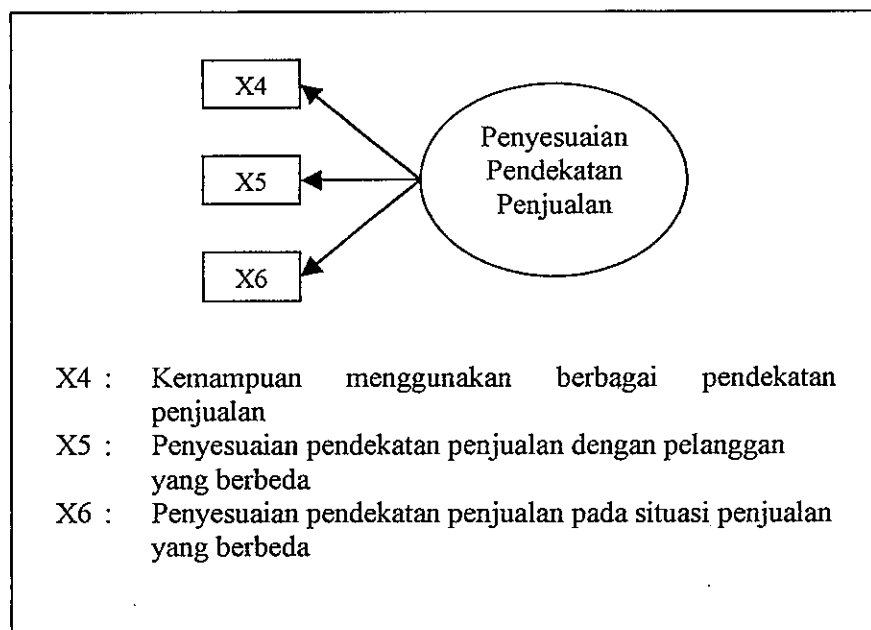 X4
X5
X6
Penyesuaian
Pendekatan
Penjualan
X4 : Kemampuan menggunakan berbagai pendekatan
penjualan
X5 : Penyesuaian pendekatan penjualan dengan pelanggan
yang berbeda
X6 : Penyesuaian pendekatan penjualan pada situasi penjualan
yang berbeda